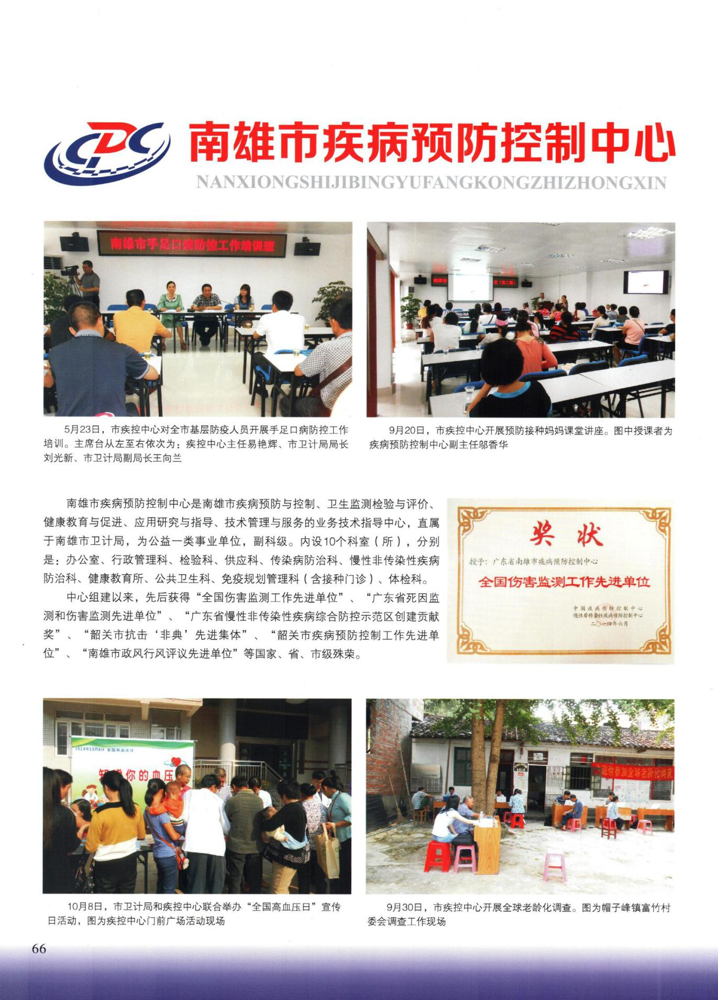 CDC
南雄市疾病预防控制中心
NANXIONGSHIJIBINGYUFANGKONGZHIZHONGXIN
南雄市手足口病防控工作培训班
南雄市
(第二期)
5月23日，市疾控中心对全市基层防疫人员开展手足口病防控工作
培训。主席台从左至右依次为：疾控中心主任易艳辉、市卫计局局长
刘光新、市卫计局副局长王向兰
9月20日，市疾控中心开展预防接种妈妈课堂讲座。图中授课者为
疾病预防控制中心副主任邬香华
南雄市疾病预防控制中心是南雄市疾病预防与控制、卫生监测检验与评价、
健康教育与促进、应用研究与指导、技术管理与服务的业务技术指导中心，直属
于南雄市卫计局，为公益一类事业单位，副科级。内设10个科室（所），分别
是：办公室、行政管理科、检验科、供应科、传染病防治科、慢性非传染性疾病
防治科、健康教育所、公共卫生科、免疫规划管理科（含接种门诊）、体检科。
中心组建以来，先后获得“全国伤害监测工作先进单位”、“广东省死因监
测和伤害监测先进单位”、“广东省慢性非传染性疾病综合防控示范区创建贡献
奖”、“韶关市抗击‘非典’先进集体”、“韶关市疾病预防控制工作先进单
位”、“南雄市政风行风评议先进单位”等国家、省、市级殊荣。
奖状
授予：广东省南雄市疾病预防控制中心
全国伤害监测工作先进单位
中国疾病预防控制中心
慢性非传染性疾病预防控制中心
二〇一四年六月
2014年10月8日 全国高血压日
知晓你的血压
迎你参加全球老龄化调查
10月8日，市卫计局和疾控中心联合举办“全国高血压日”宣传
日活动，图为疾控中心门前广场活动现场
9月30日，市疾控中心开展全球老龄化调查。图为帽子峰镇富竹村
委会调查工作现场
66